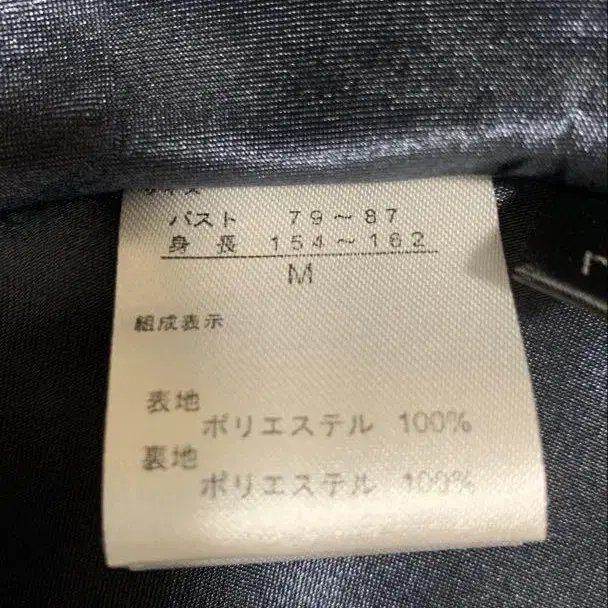 バスト 79～87
身長 154～162
M
組成表示
表地
ポリエステル 100%
裏地
ポリエステル 100%